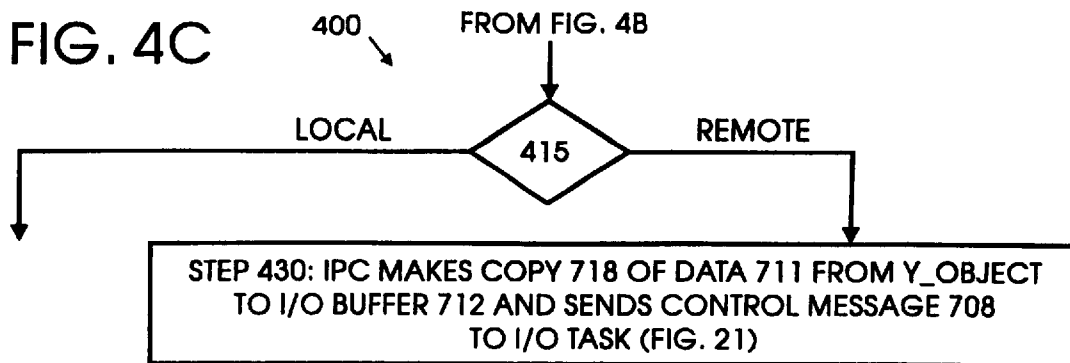 FIG. 4C
400
FROM FIG. 4B
LOCAL
415
REMOTE
STEP 430: IPC MAKES COPY 718 OF DATA 711 FROM Y_OBJECT
TO I/O BUFFER 712 AND SENDS CONTROL MESSAGE 708
TO I/O TASK (FIG. 21)